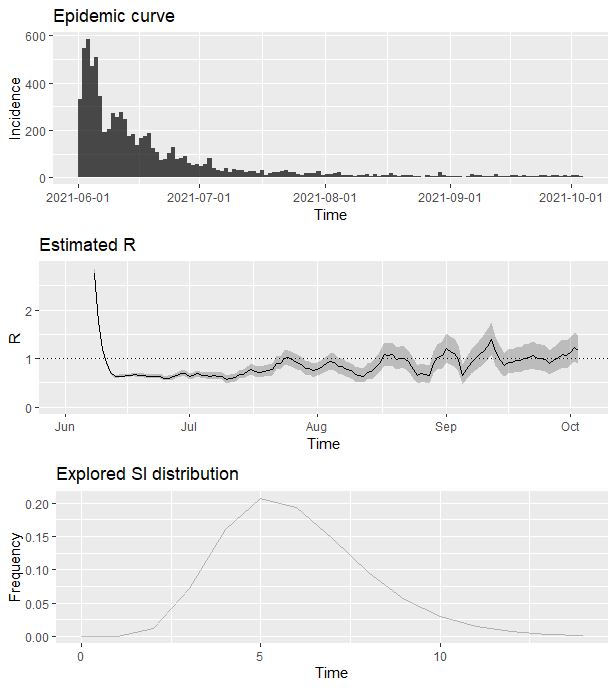 Epidemic curve
600
400
200
0
Incidence
2021-06-01 2021-07-01 2021-08-01 2021-09-01 2021-10-01
Time
Estimated R
2
1
0
R
Jun Jul Aug Sep Oct
Time
Explored SI distribution
0.20
0.15
0.10
0.05
0.00
Frequency
0 5 10
Time